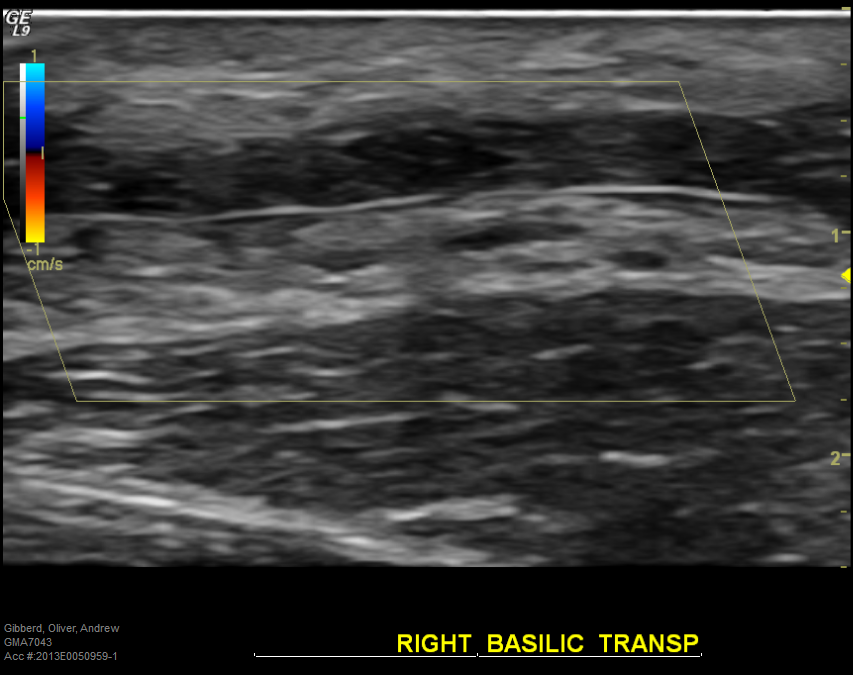 GE
L9
1
-1
cm/s
1
2
Gibberd, Oliver, Andrew
GMA7043
Acc #:2013E0050959-1
RIGHT BASILIC TRANSP